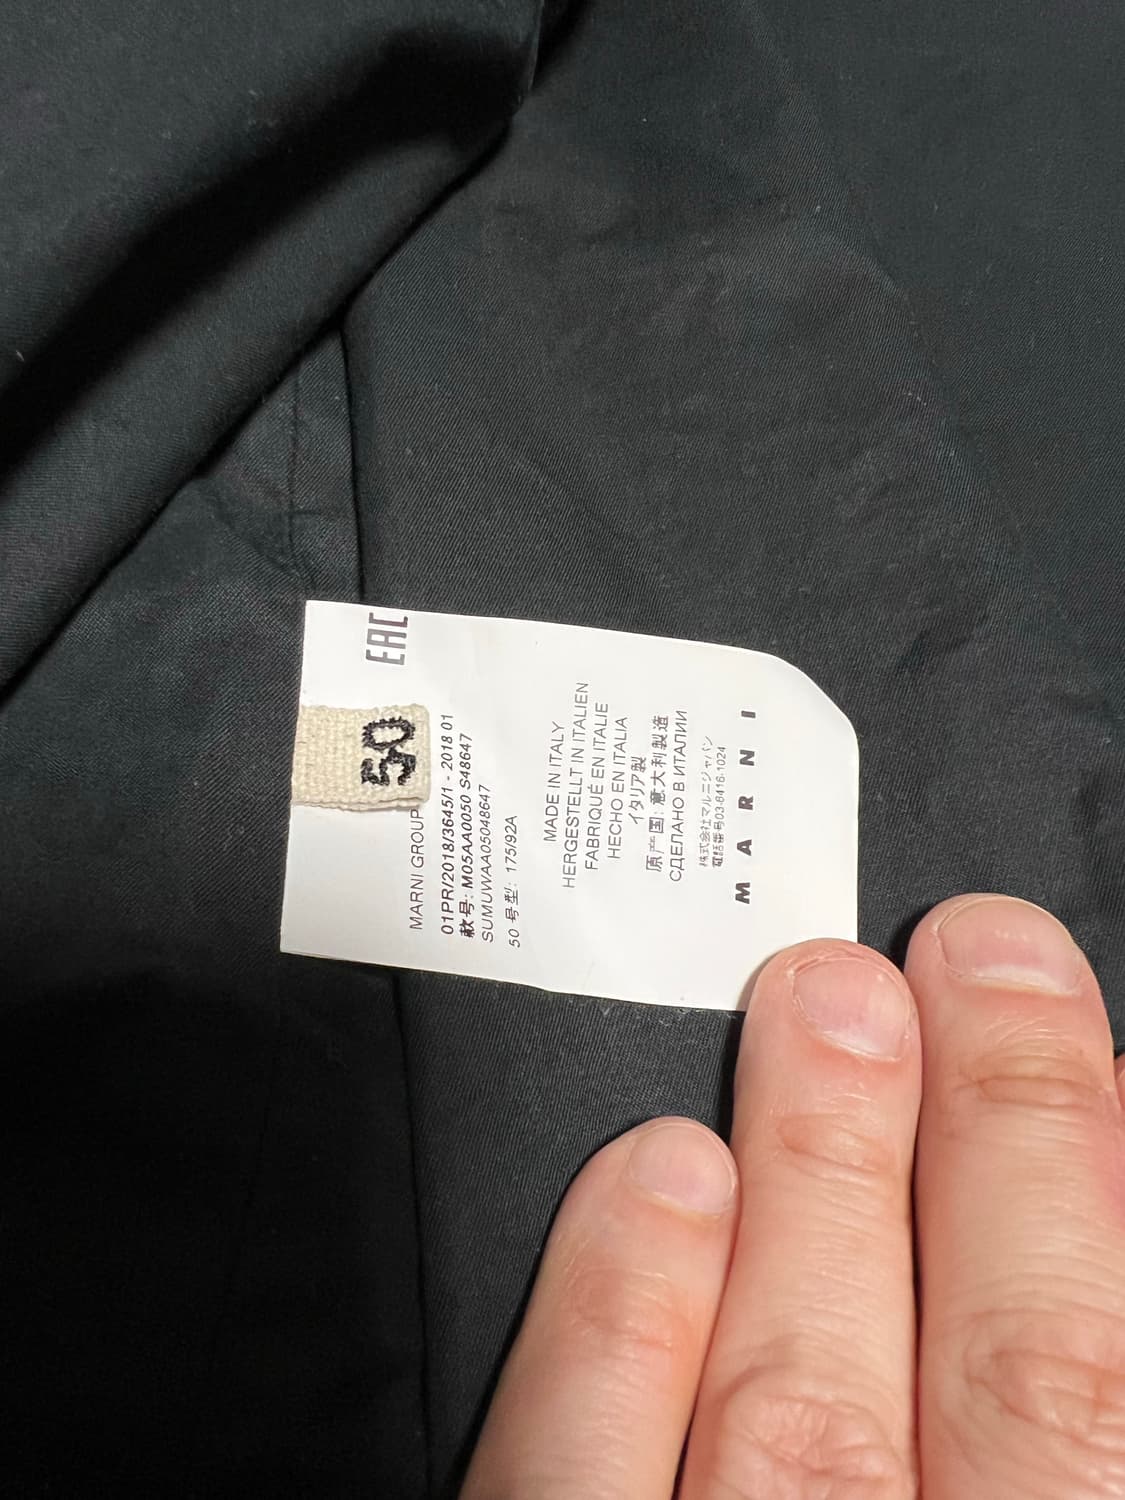 EAC
50
MARNI GROUP
01PR/2018/3645/1 - 2018 01
款号: M05AA0050 S48647
SUMUWAA05048647
50 号型: 175/92A
MADE IN ITALY
HERGESTELLT IN ITALIEN
FABRIQUÉ EN ITALIE
HECHO EN ITALIA
イタリア製
原产国: 意大利製造
СДЕЛАНО В ИТАЛИИ
株式会社マルニジャパン
電話番号03-6416-1024
MARNI